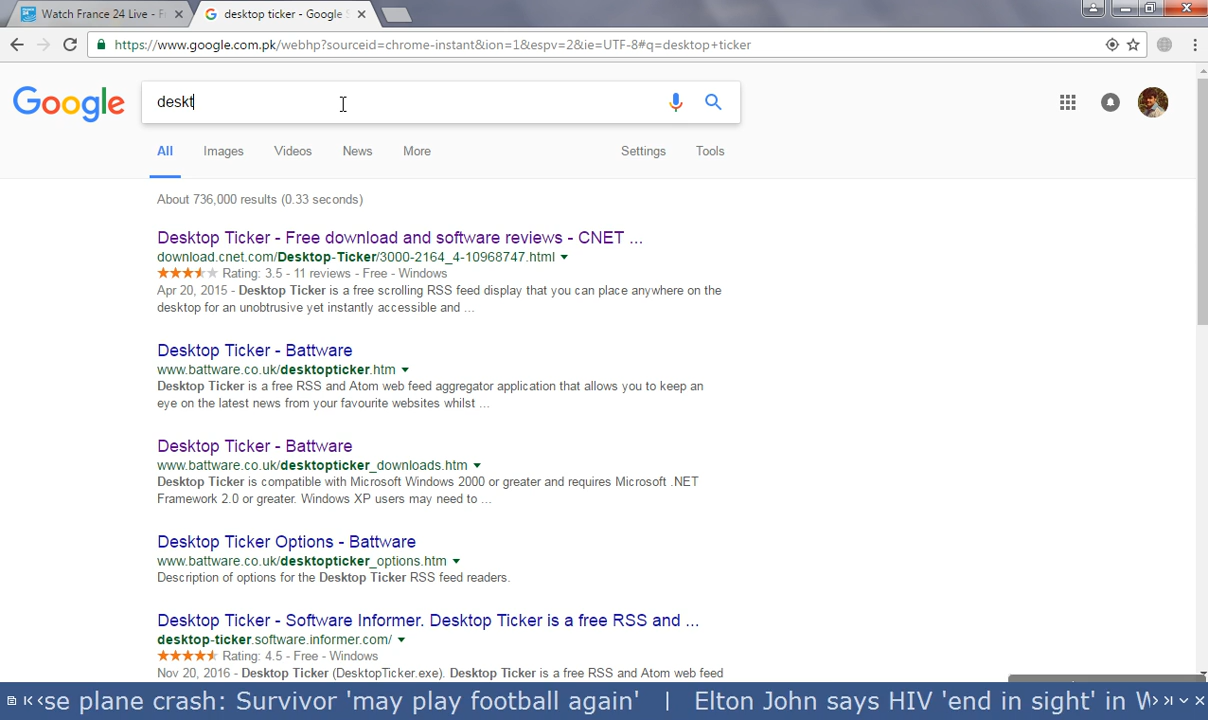 Watch France 24 Live - F
desktop ticker - Google S
https://www.google.com.pk/webhp?sourceid=chrome-instant&ion=1&espv=2&ie=UTF-8#q=desktop+ticker
Google
deskt
All Images Videos News More Settings Tools
About 736,000 results (0.33 seconds)
Desktop Ticker - Free download and software reviews - CNET ...
download.cnet.com/Desktop-Ticker/3000-2164_4-10968747.html
Rating: 3.5 - 11 reviews - Free - Windows
Apr 20, 2015 - Desktop Ticker is a free scrolling RSS feed display that you can place anywhere on the
desktop for an unobtrusive yet instantly accessible and ...
Desktop Ticker - Battware
www.battware.co.uk/desktopticker.htm
Desktop Ticker is a free RSS and Atom web feed aggregator application that allows you to keep an
eye on the latest news from your favourite websites whilst ...
Desktop Ticker - Battware
www.battware.co.uk/desktopticker_downloads.htm
Desktop Ticker is compatible with Microsoft Windows 2000 or greater and requires Microsoft .NET
Framework 2.0 or greater. Windows XP users may need to ...
Desktop Ticker Options - Battware
www.battware.co.uk/desktopticker_options.htm
Description of options for the Desktop Ticker RSS feed readers.
Desktop Ticker - Software Informer. Desktop Ticker is a free RSS and ...
desktop-ticker.software.informer.com/
Rating: 4.5 - Free - Windows
Nov 20, 2016 - Desktop Ticker (DesktopTicker.exe). Desktop Ticker is a free RSS and Atom web feed
se plane crash: Survivor 'may play football again' | Elton John says HIV 'end in sight' in W